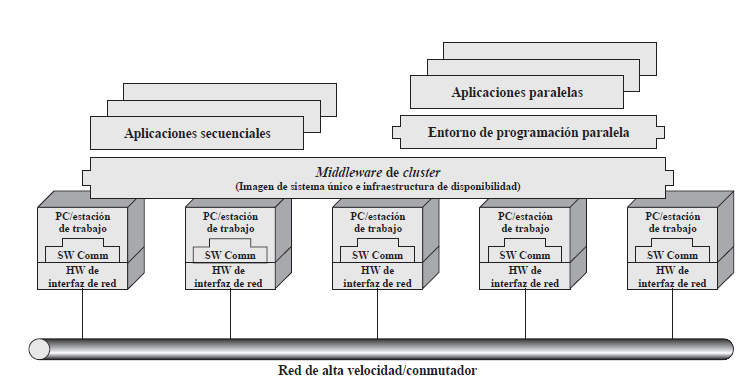 Aplicaciones paralelas
Aplicaciones secuenciales
Entorno de programación paralela
Middleware de cluster
(Imagen de sistema único e infraestructura de disponibilidad)
PC/estación
de trabajo
SW Comm
HW de
interfaz de red
PC/estación
de trabajo
SW Comm
HW de
interfaz de red
PC/estación
de trabajo
SW Comm
HW de
interfaz de red
PC/estación
de trabajo
SW Comm
HW de
interfaz de red
PC/estación
de trabajo
SW Comm
HW de
interfaz de red
Red de alta velocidad/conmutador